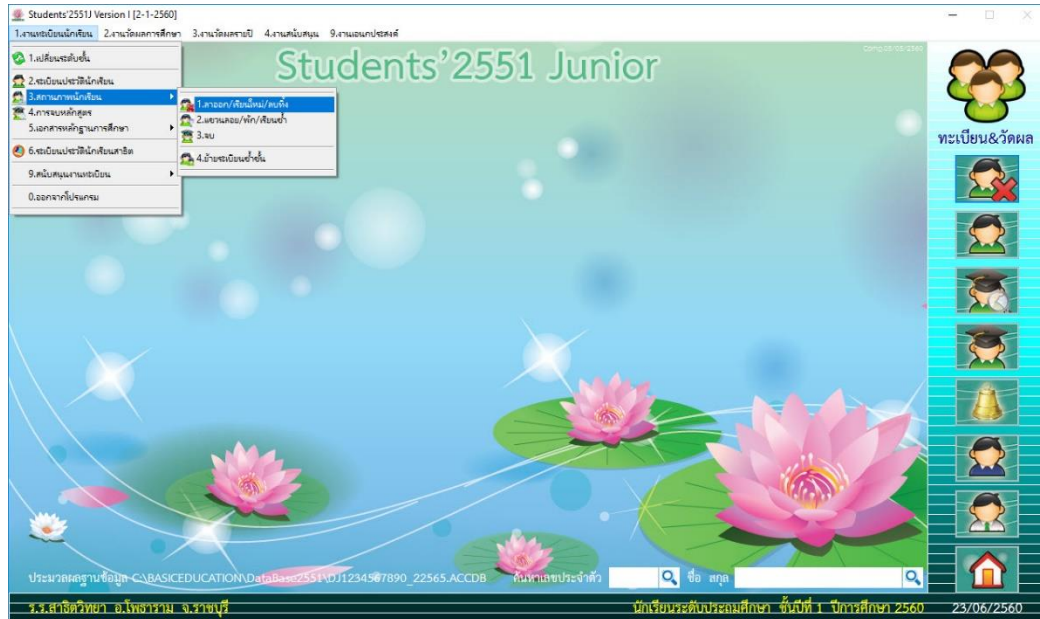 Students'2551J Version I [2-1-2560]
1.งานทะเบียนนักเรียน 2.งานวัดผลการศึกษา 3.งานวัดผลรายปี 4.งานสนับสนุน 9.งานเอนกประสงค์
Students'2551 Junior
1.เปลี่ยนระดับชั้น
2.ระเบียนประวัตินักเรียน
3.สถานภาพนักเรียน
4.การจบหลักสูตร
5.เอกสารหลักฐานการศึกษา
6.ระเบียนประวัตินักเรียนสาธิต
9.สนับสนุนงานทะเบียน
0.ออกจากโปรแกรม
1.ลาออก/เรียนใหม่/ลบทิ้ง
2.แขวนลอย/พัก/เรียนซ้ำ
3.จบ
4.ย้ายระเบียนซ้ำชั้น
ทะเบียน&วัดผล
ประมวลผลฐานข้อมูล C:\BASICEDUCATION\DataBase2551\DJ1234567890_22565.ACCDB ค้นหาเลขประจำตัว ชื่อ สกุล
ร.ร.สาธิตวิทยา อ.โพธาราม จ.ราชบุรี นักเรียนระดับประถมศึกษา ชั้นปีที่ 1 ปีการศึกษา 2560 23/06/2560